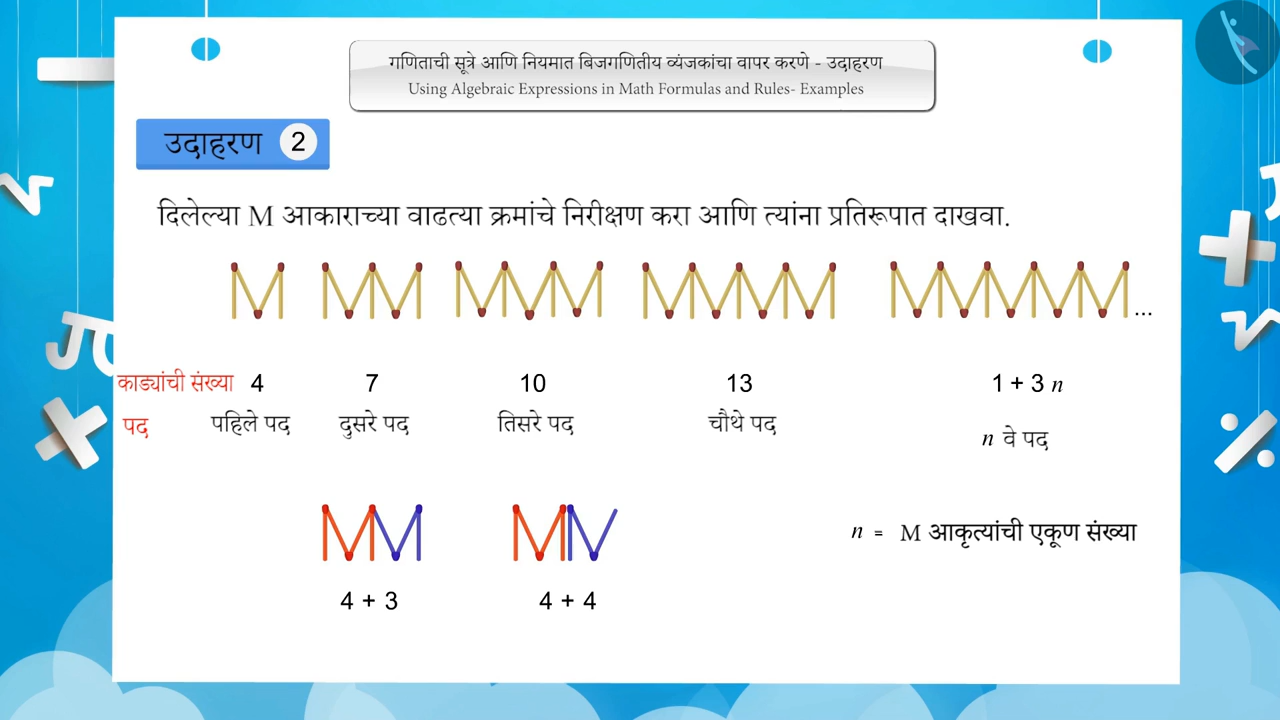 गणिताची सूत्रे आणि नियमात बिजगणितीय व्यंजकांचा वापर करणे - उदाहरण
Using Algebraic Expressions in Math Formulas and Rules- Examples
उदाहरण 2
दिलेल्या M आकाराच्या वाढत्या क्रमांचे निरीक्षण करा आणि त्यांना प्रतिरूपात दाखवा.
...
काड्यांची संख्या 4 7 10 13 1 + 3 n
पद पहिले पद दुसरे पद तिसरे पद चौथे पद n वे पद
n = M आकृत्यांची एकूण संख्या
4 + 3 4 + 4